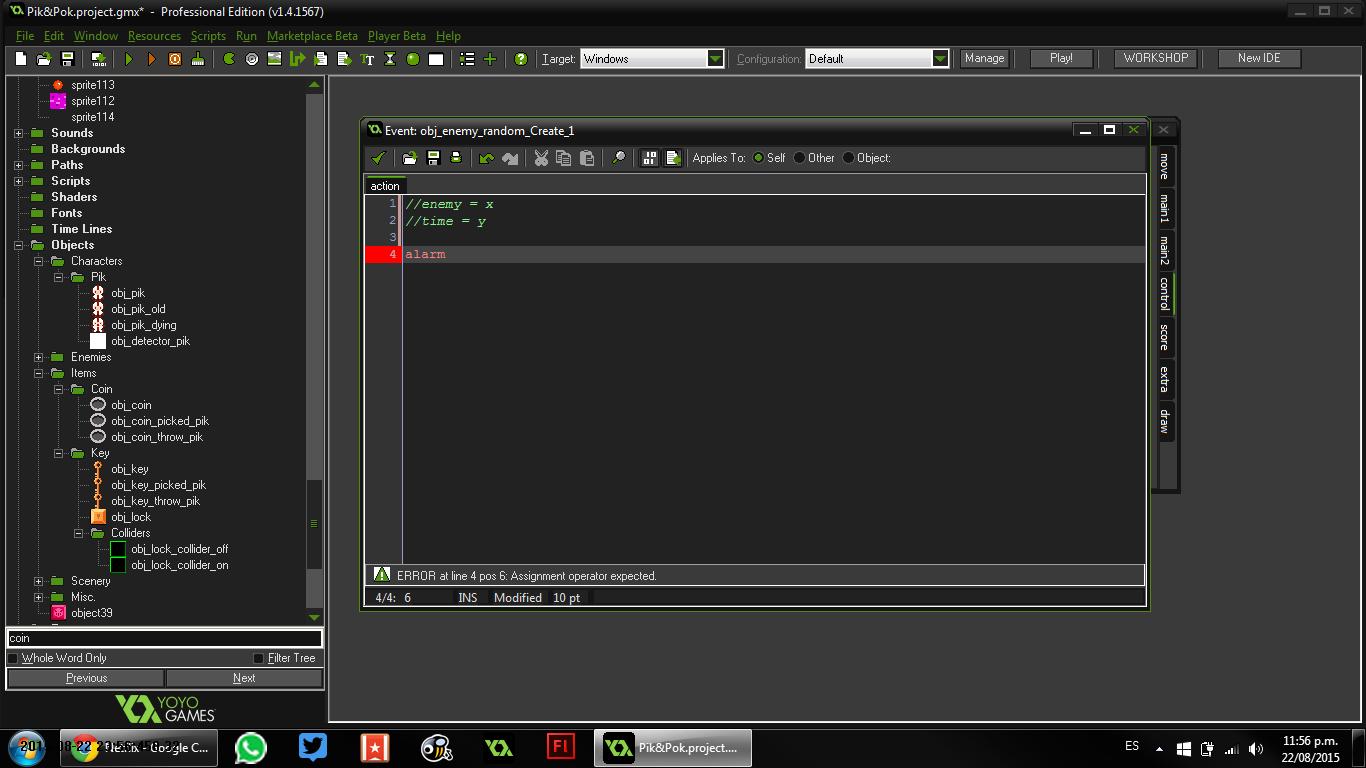 Pik&Pok.project.gmx* - Professional Edition (v1.4.1567)
File Edit Window Resources Scripts Run Marketplace Beta Player Beta Help
Target: Windows Configuration: Default Manage Play! WORKSHOP New IDE
sprite113
sprite112
sprite114
Sounds
Backgrounds
Paths
Scripts
Shaders
Fonts
Time Lines
Objects
Characters
Pik
obj_pik
obj_pik_old
obj_pik_dying
obj_detector_pik
Enemies
Items
Coin
obj_coin
obj_coin_picked_pik
obj_coin_throw_pik
Key
obj_key
obj_key_picked_pik
obj_key_throw_pik
obj_lock
Colliders
obj_lock_collider_off
obj_lock_collider_on
Scenery
Misc.
object39
coin
Whole Word Only Filter Tree
Previous Next
YOYO
GAMES
Event: obj_enemy_random_Create_1
Applies To: Self Other Object:
action
1 //enemy = x
2 //time = y
3
4 alarm
ERROR at line 4 pos 6: Assignment operator expected.
4/4: 6 INS Modified 10 pt
move
main1
main2
control
score
extra
draw
Google C...
Fl
Pik&Pok.project....
ES
11:56 p.m.
22/08/2015